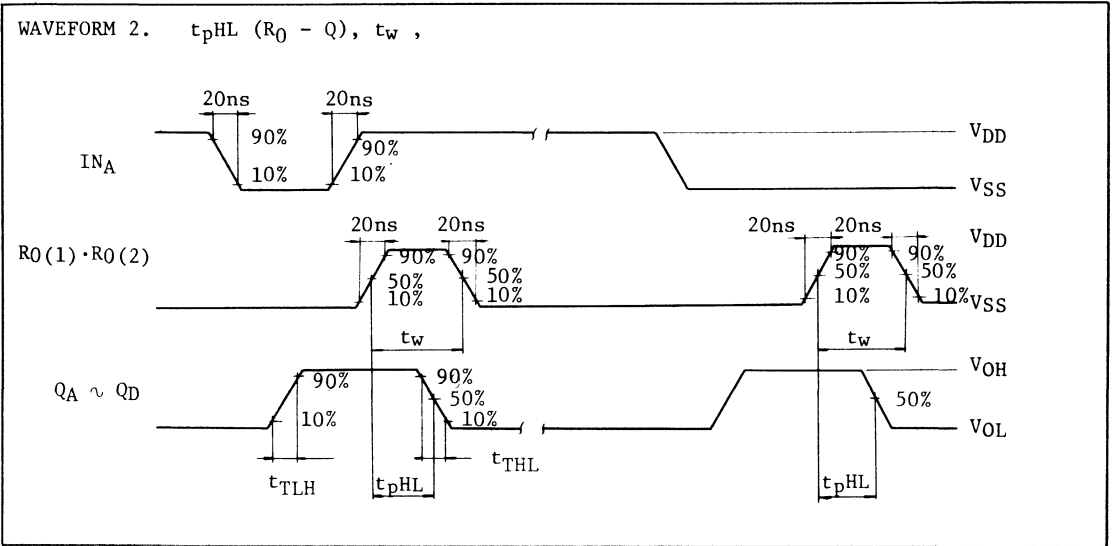 WAVEFORM 2. tpHL (R0 - Q), tw ,
20ns 20ns
INA
90% 90% VDD
10% 10% VSS
20ns 20ns 20ns 20ns
R0(1)·R0(2)
90% 90% 90% 90% VDD
50% 50% 50% 50%
10% 10% 10% 10% VSS
tw tw
QA ∿ QD
90% 90% VOH
50% 50%
10% 10% VOL
tTLH tpHL tTHL tpHL